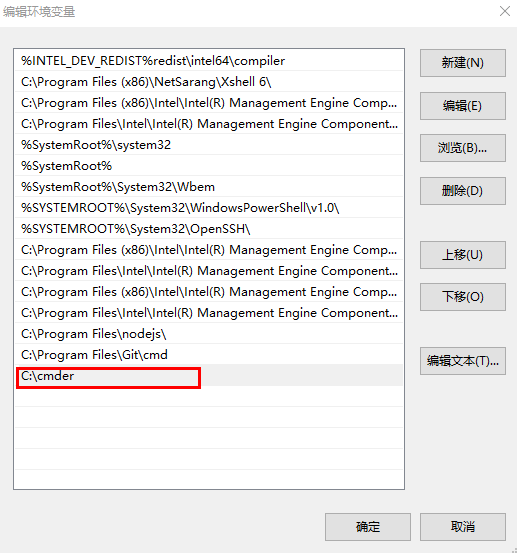 编辑环境变量
%INTEL_DEV_REDIST%redist\intel64\compiler
C:\Program Files (x86)\NetSarang\Xshell 6\
C:\Program Files (x86)\Intel\Intel(R) Management Engine Comp...
C:\Program Files\Intel\Intel(R) Management Engine Component...
%SystemRoot%\system32
%SystemRoot%
%SystemRoot%\System32\Wbem
%SYSTEMROOT%\System32\WindowsPowerShell\v1.0\
%SYSTEMROOT%\System32\OpenSSH\
C:\Program Files (x86)\Intel\Intel(R) Management Engine Comp...
C:\Program Files\Intel\Intel(R) Management Engine Component...
C:\Program Files (x86)\Intel\Intel(R) Management Engine Comp...
C:\Program Files\Intel\Intel(R) Management Engine Component...
C:\Program Files\nodejs\
C:\Program Files\Git\cmd
C:\cmder
新建(N)
编辑(E)
浏览(B)...
删除(D)
上移(U)
下移(O)
编辑文本(T)...
确定
取消